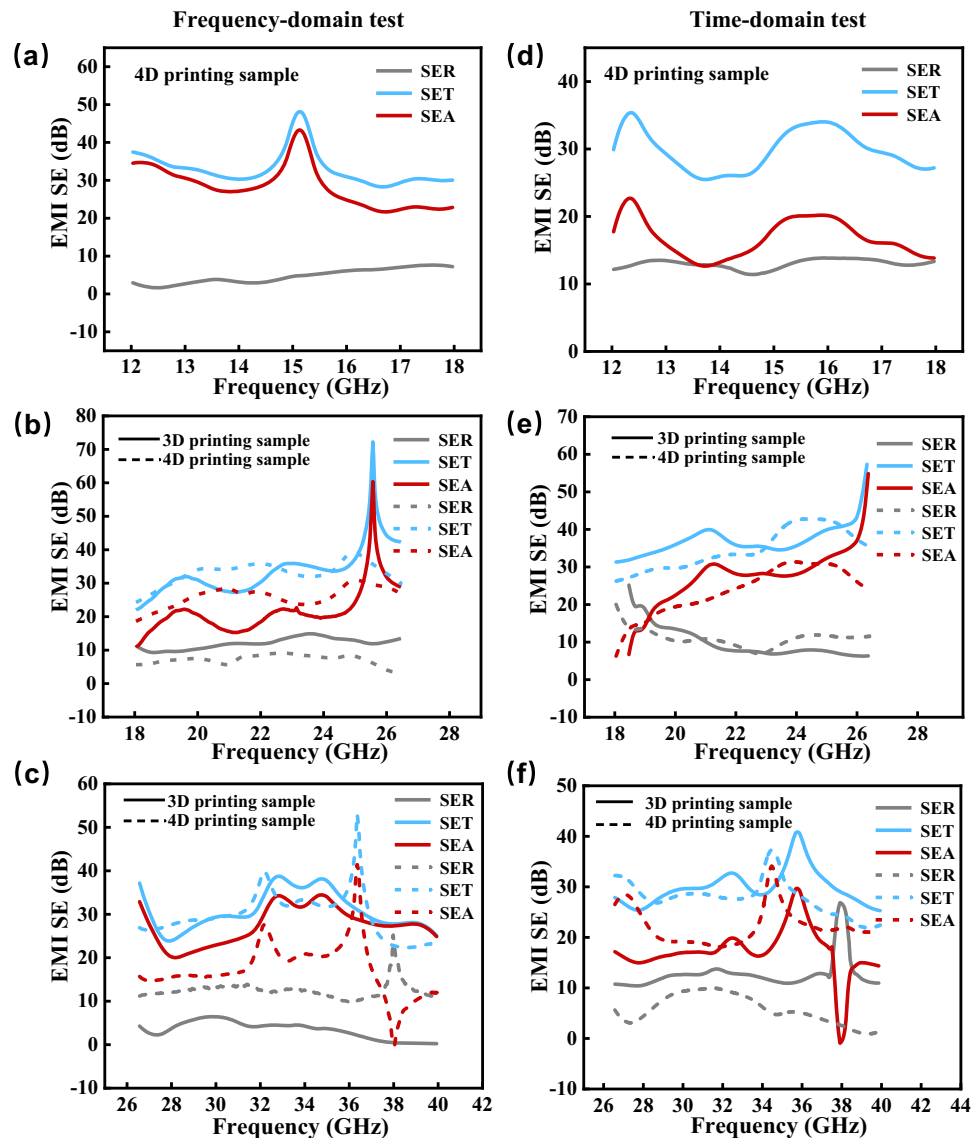 Frequency-domain test
Time-domain test
(a)
60
50
40
30
20
10
0
-10
EMI SE (dB)
4D printing sample
SER
SET
SEA
12 13 14 15 16 17 18
Frequency (GHz)
(d)
40
30
20
10
0
EMI SE (dB)
4D printing sample
SER
SET
SEA
12 13 14 15 16 17 18
Frequency (GHz)
(b)
80
70
60
50
40
30
20
10
0
-10
EMI SE (dB)
3D printing sample
4D printing sample
SER
SET
SEA
SER
SET
SEA
18 20 22 24 26 28
Frequency (GHz)
(e)
70
60
50
40
30
20
10
0
-10
EMI SE (dB)
3D printing sample
4D printing sample
SER
SET
SEA
SER
SET
SEA
18 20 22 24 26 28
Frequency (GHz)
(c)
60
50
40
30
20
10
0
-10
EMI SE (dB)
3D printing sample
4D printing sample
SER
SET
SEA
SER
SET
SEA
26 28 30 32 34 36 38 40 42
Frequency (GHz)
(f)
50
40
30
20
10
0
-10
EMI SE (dB)
3D printing sample
4D printing sample
SER
SET
SEA
SER
SET
SEA
26 28 30 32 34 36 38 40 42 44
Frequency (GHz)